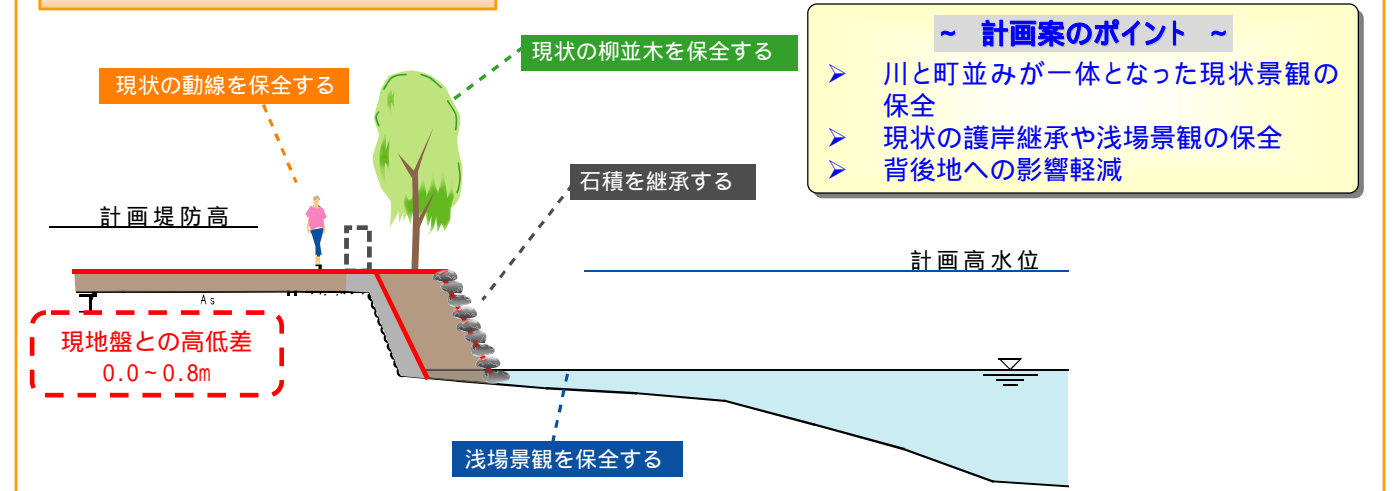 ~ 計画案のポイント ~
➢ 川と町並みが一体となった現状景観の
保全
➢ 現状の護岸継承や浅場景観の保全
➢ 背後地への影響軽減
現状の柳並木を保全する
現状の動線を保全する
石積を継承する
計画堤防高
計画高水位
As
現地盤との高低差
0.0~0.8m
浅場景観を保全する